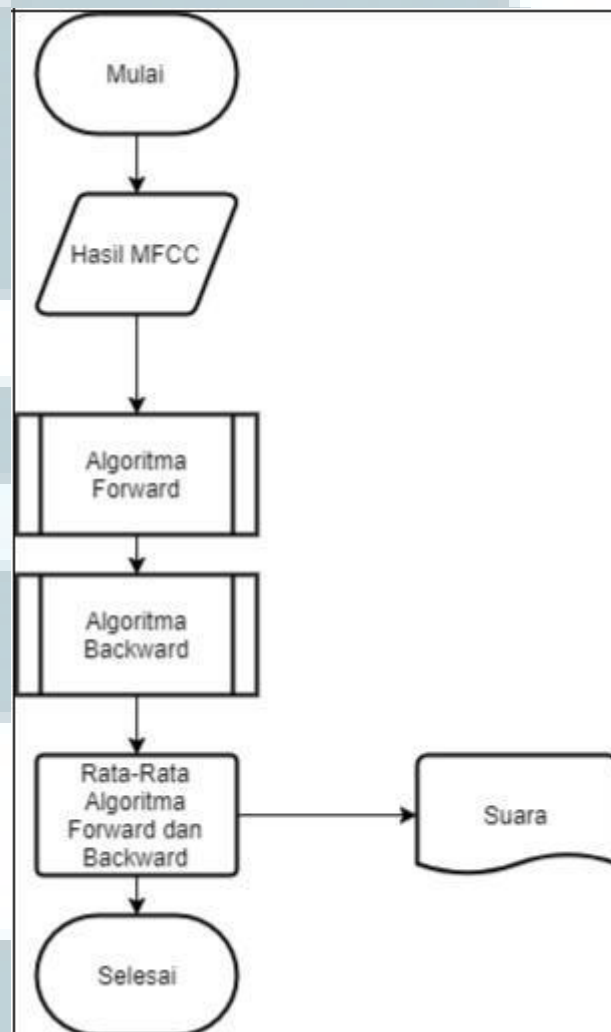 Mulai
Hasil MFCC
Algoritma
Forward
Algoritma
Backward
Rata-Rata
Algoritma
Forward dan
Backward
Suara
Selesai